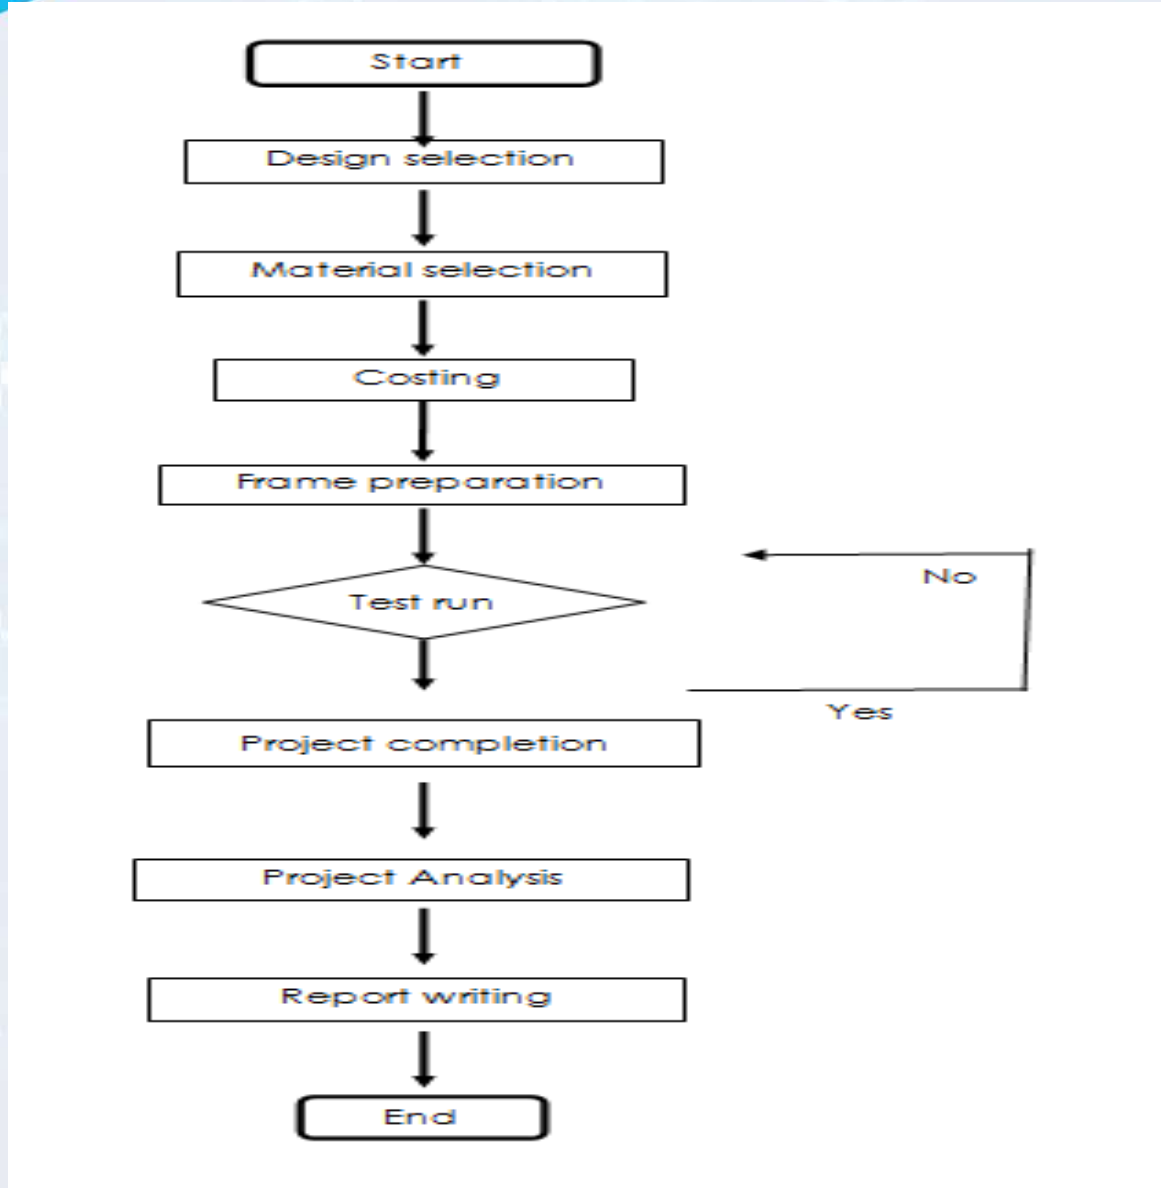 Start
Design selection
Material selection
Costing
Frame preparation
Test run
No
Yes
Project completion
Project Analysis
Report writing
End